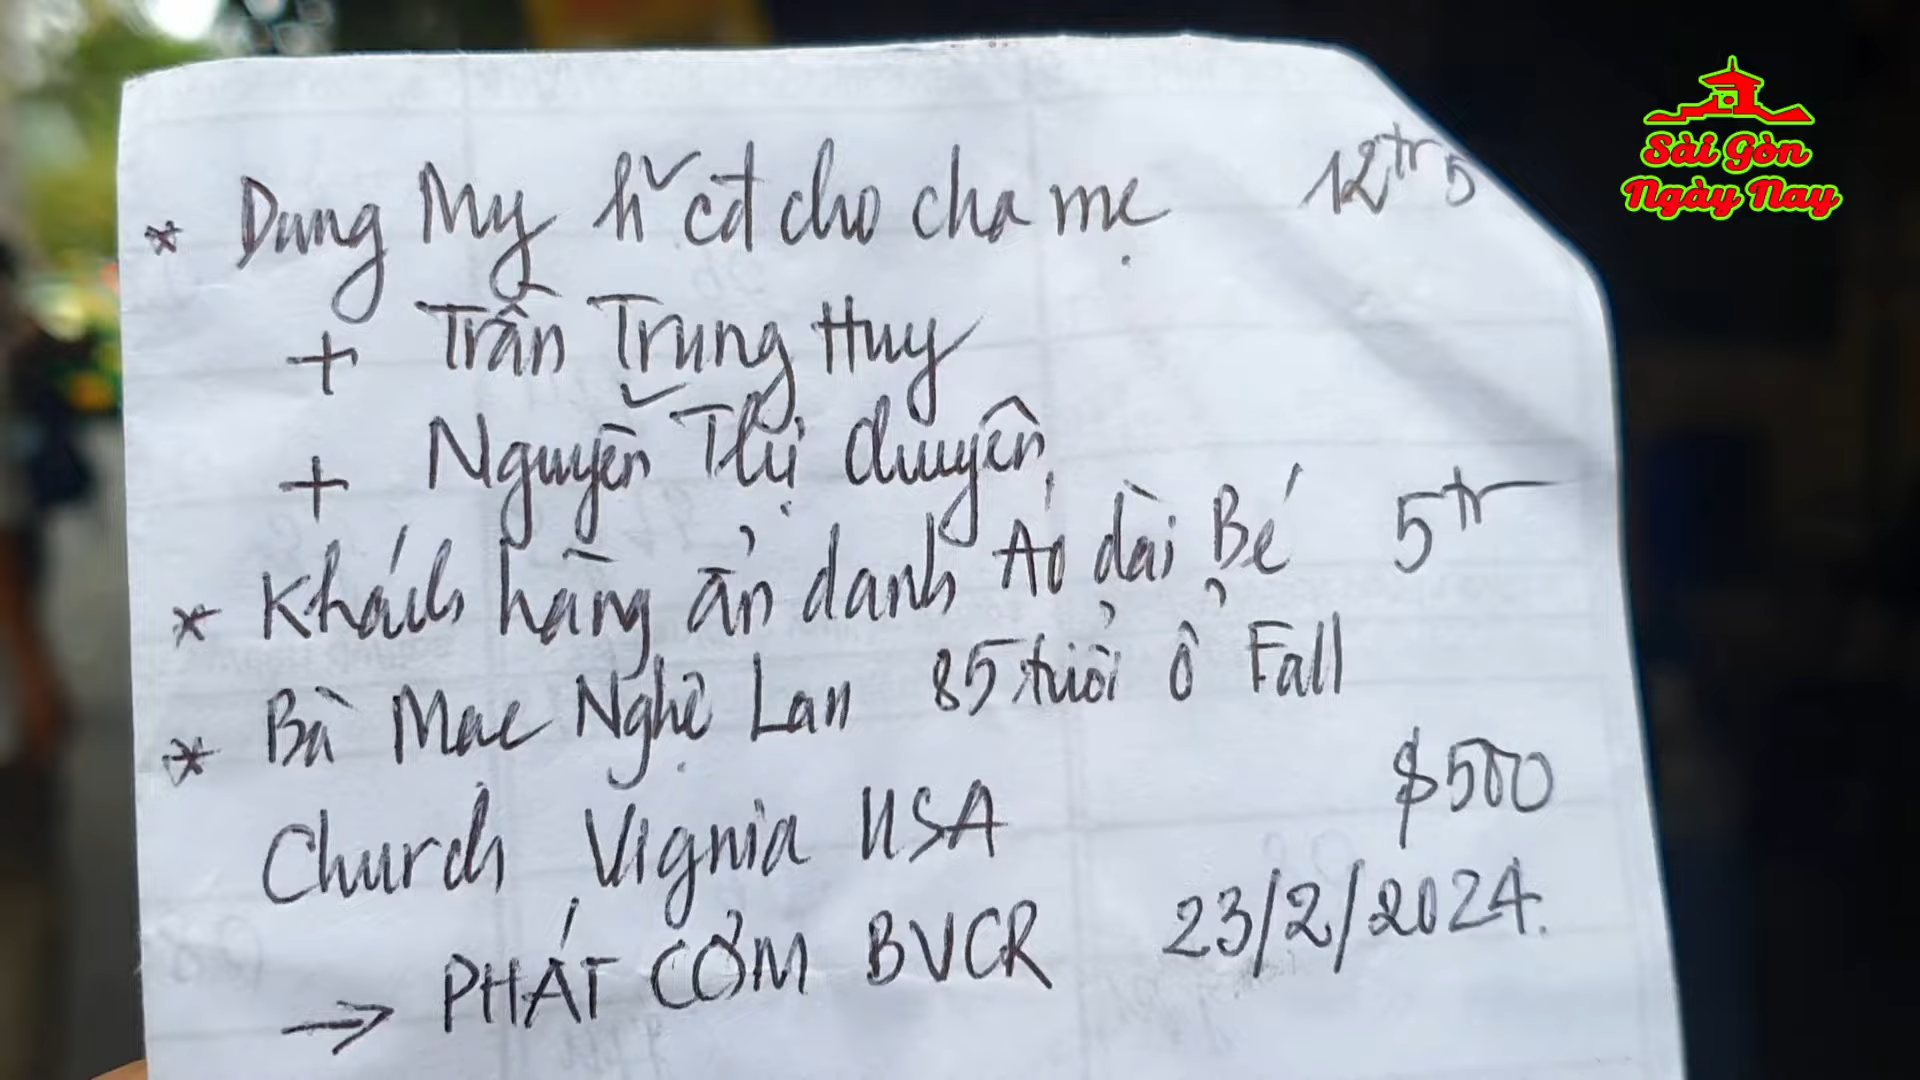 * Dung My hĩ cđ cho cha mẹ 12tr5
+ Trần Trung Huy
+ Nguyễn Thị duyên
* Khách hàng ẩn danh Áo dài Bé 5tr
* Bà Mac Nghê Lan 85 tuổi ở Fall
Church Vignia USA $500
→ PHÁT CƠM BVCR 23/2/2024.
Sài Gòn
Ngày Nay